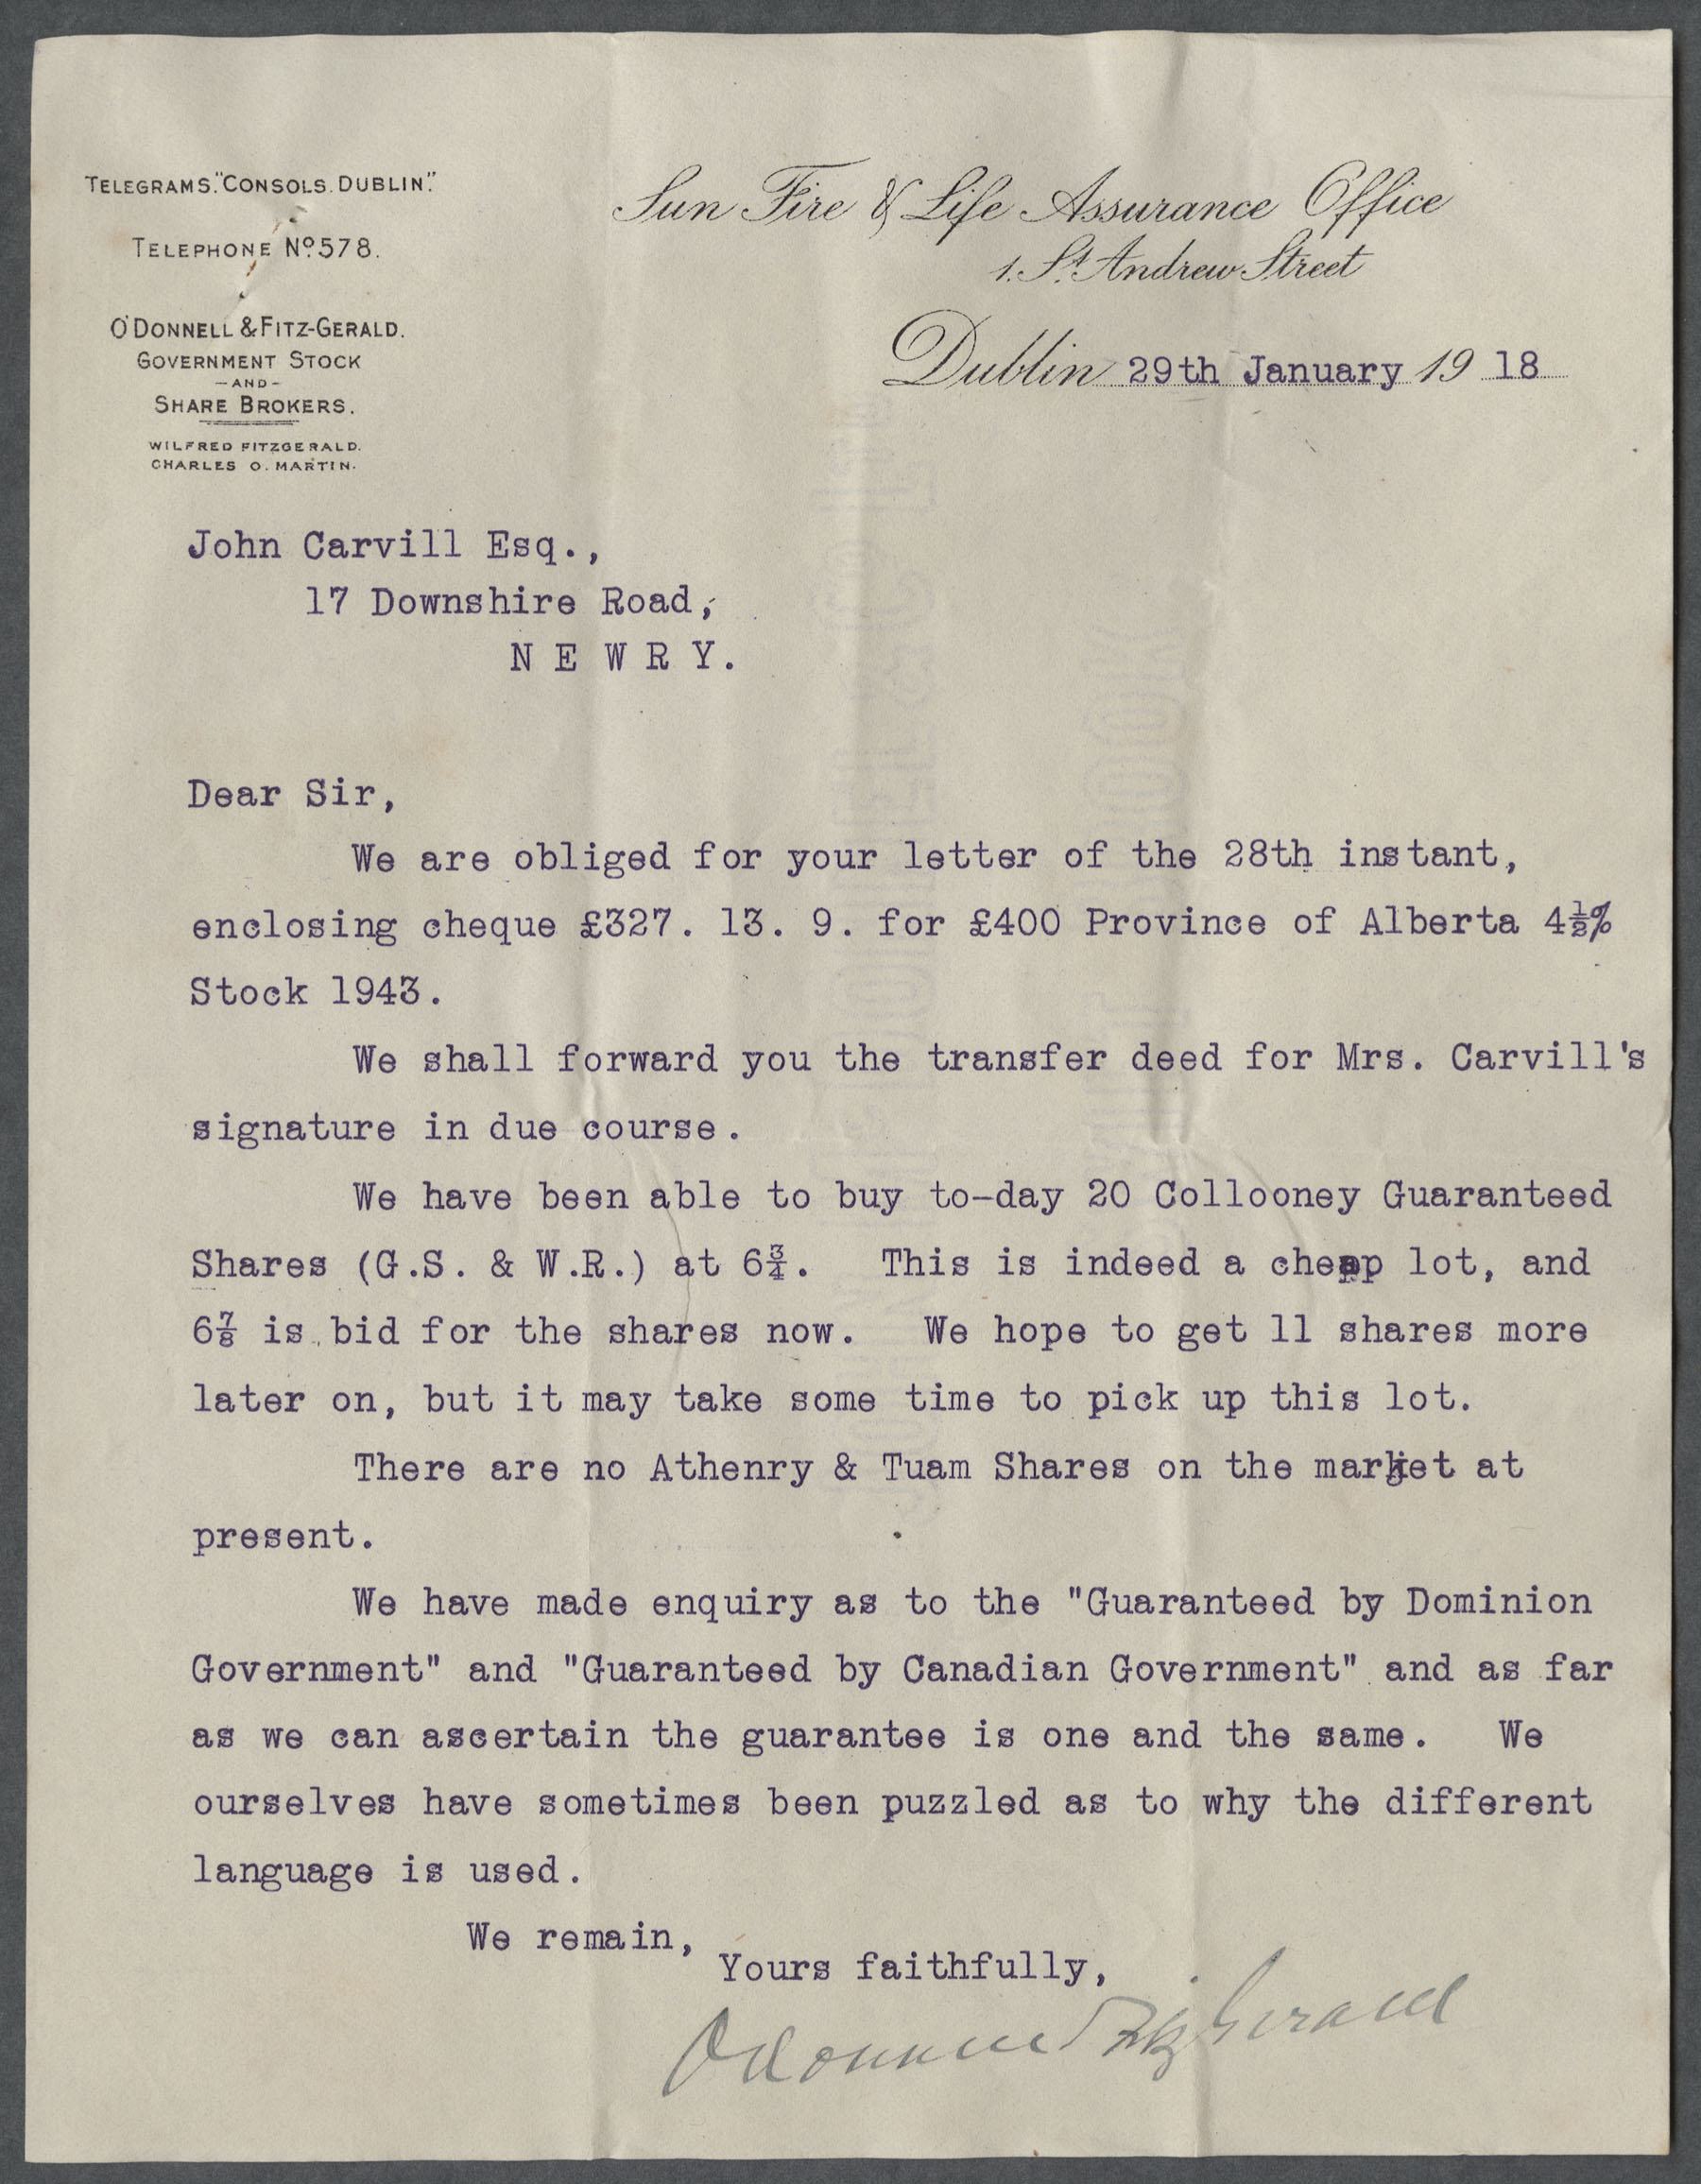 TELEGRAMS. "CONSOLS. DUBLIN."
TELEPHONE No. 578.
O'DONNELL & FITZ-GERALD.
GOVERNMENT STOCK
- AND -
SHARE BROKERS.
WILFRED FITZGERALD.
CHARLES O. MARTIN.
Sun Fire & Life Assurance Office
1. St. Andrew Street
Dublin 29th January 19 18
John Carvill Esq.,
17 Downshire Road,
N E W R Y.
Dear Sir,
We are obliged for your letter of the 28th instant,
enclosing cheque £327. 13. 9. for £400 Province of Alberta 4½%
Stock 1943.
We shall forward you the transfer deed for Mrs. Carvill's
signature in due course.
We have been able to buy to-day 20 Collooney Guaranteed
Shares (G.S. & W.R.) at 6¾. This is indeed a cheap lot, and
6⅞ is bid for the shares now. We hope to get 11 shares more
later on, but it may take some time to pick up this lot.
There are no Athenry & Tuam Shares on the market at
present.
We have made enquiry as to the "Guaranteed by Dominion
Government" and "Guaranteed by Canadian Government" and as far
as we can ascertain the guarantee is one and the same. We
ourselves have sometimes been puzzled as to why the different
language is used.
We remain,
Yours faithfully,
O'Donnell FitzGerald